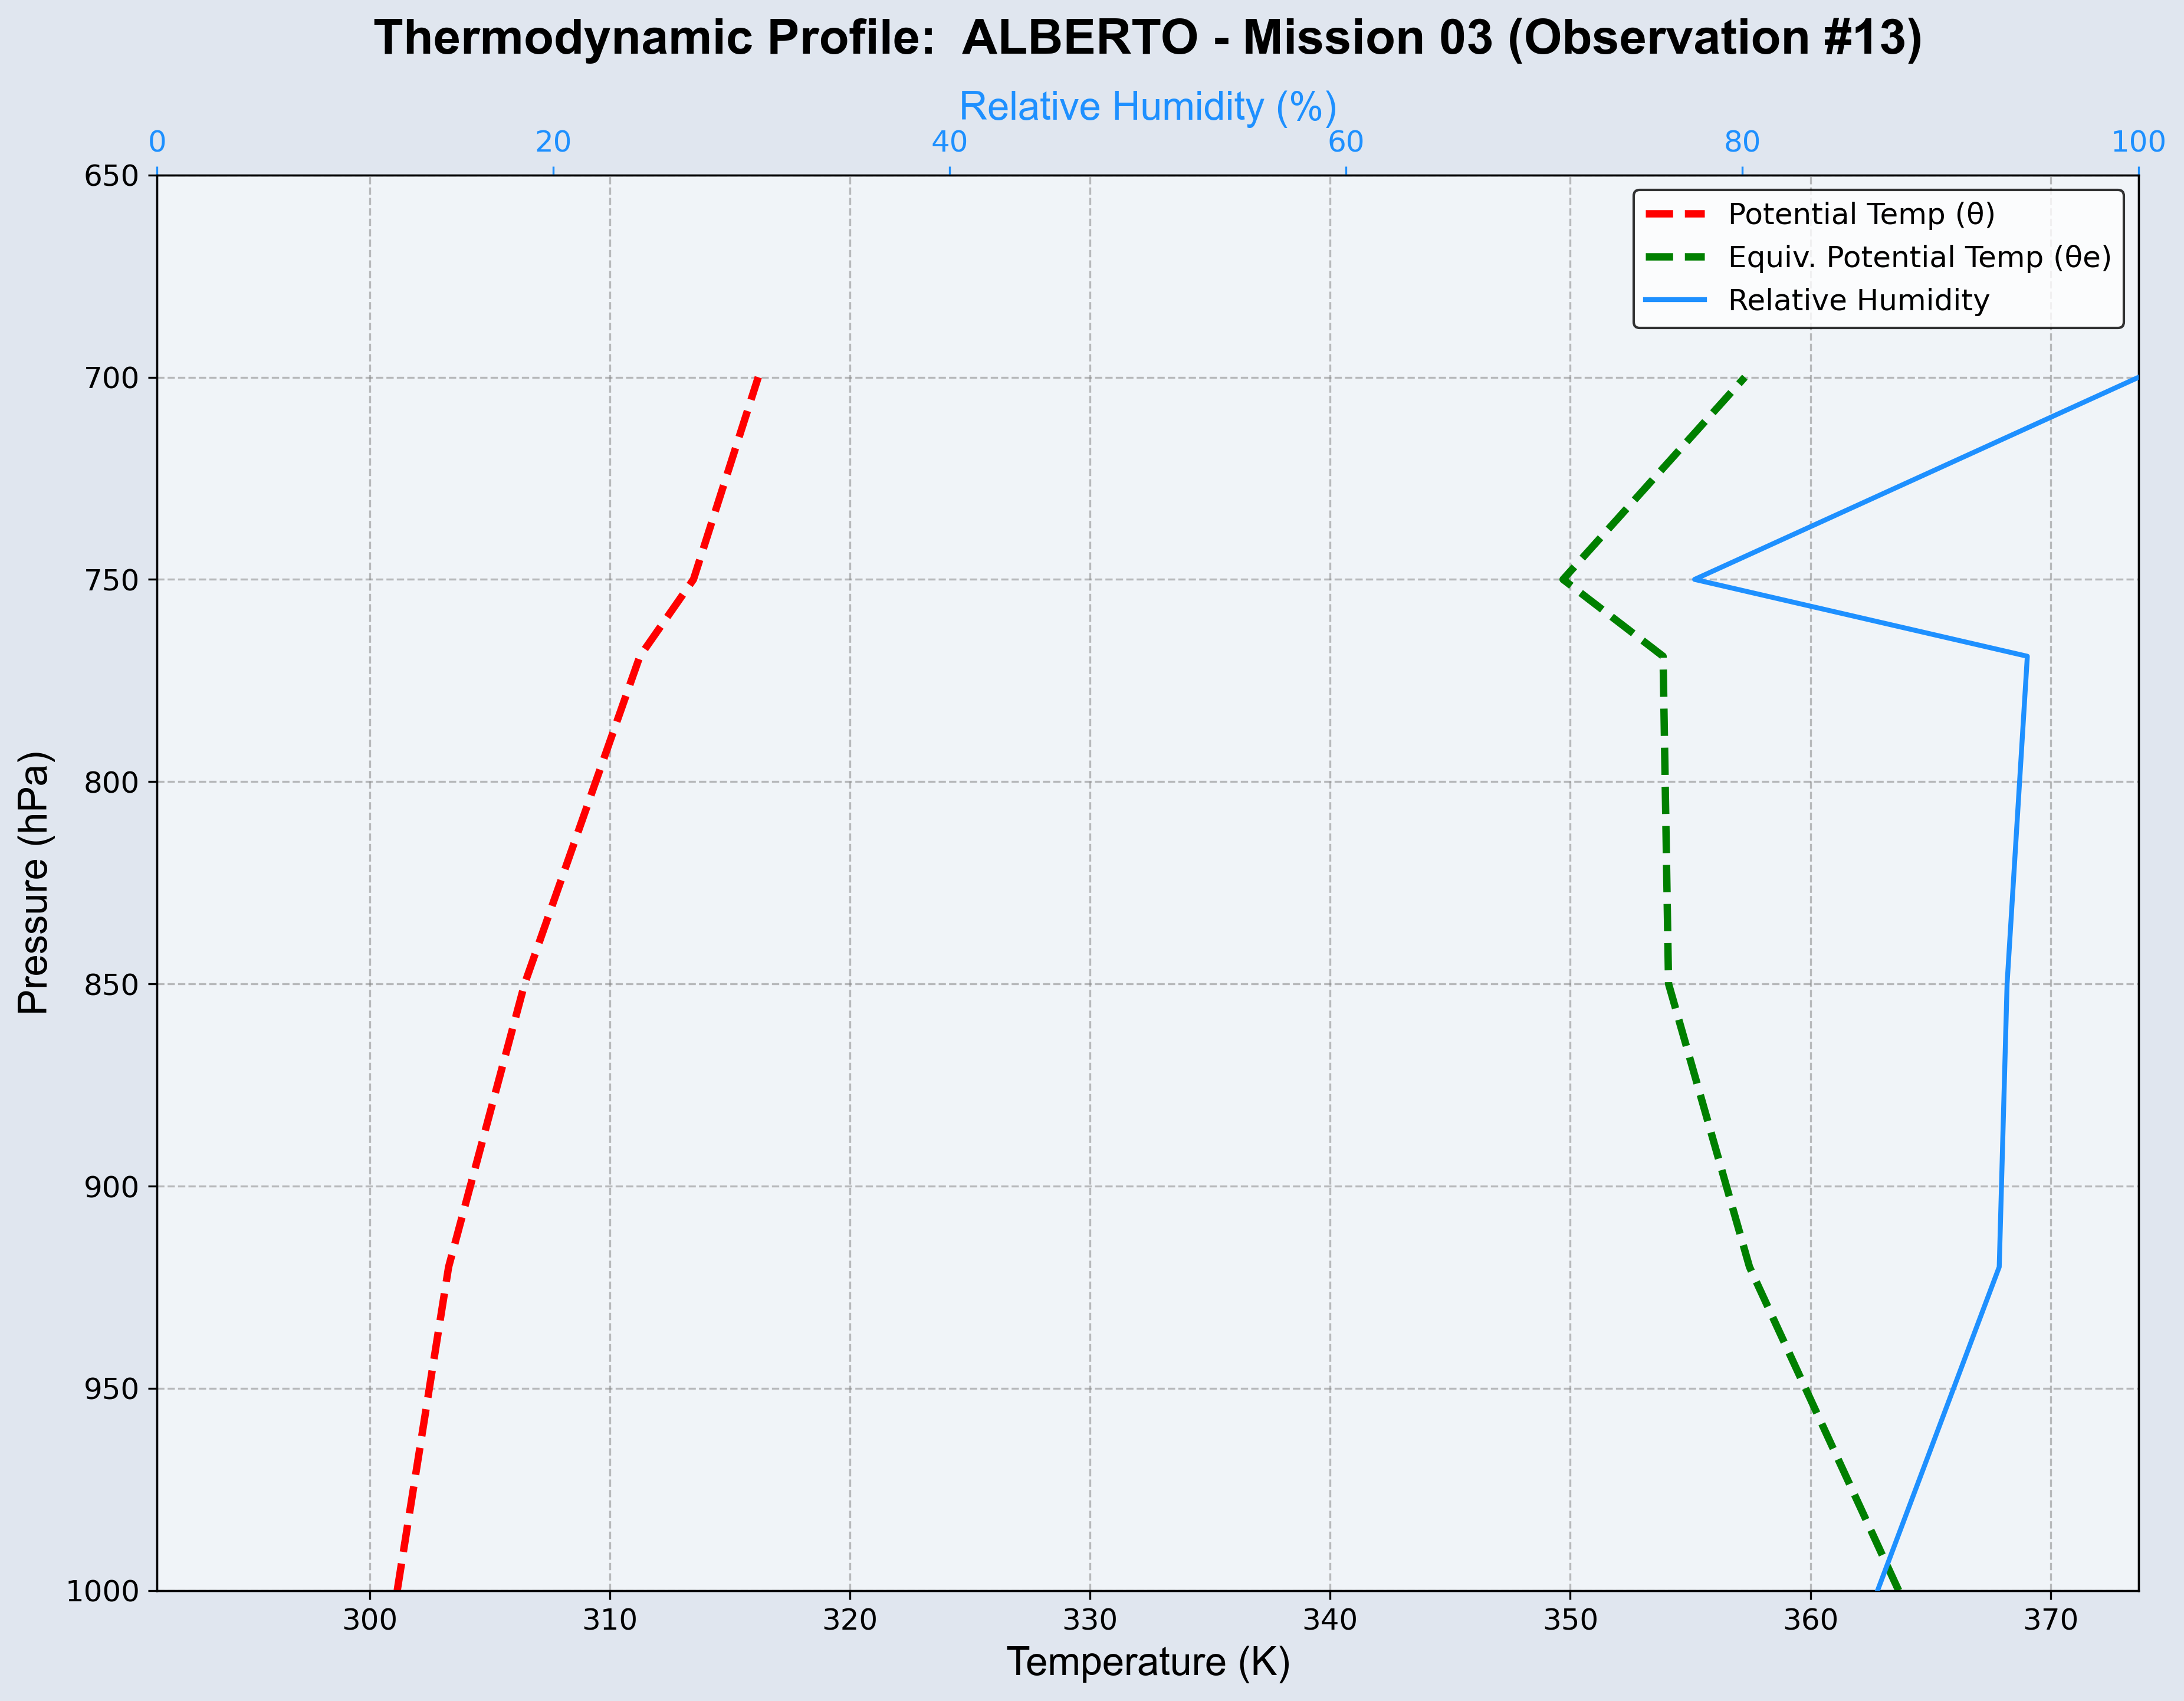 Thermodynamic Profile:  ALBERTO - Mission 03 (Observation #13)
Relative Humidity (%)
0 20 40 60 80 100
650
700
750
800
850
900
950
1000
Pressure (hPa)
Potential Temp (θ)
Equiv. Potential Temp (θe)
Relative Humidity
300 310 320 330 340 350 360 370
Temperature (K)